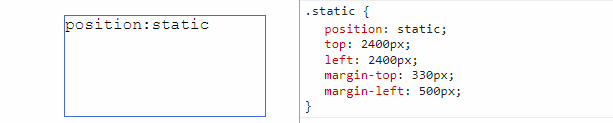 position:static
.static {
position: static;
top: 2400px;
left: 2400px;
margin-top: 330px;
margin-left: 500px;
}